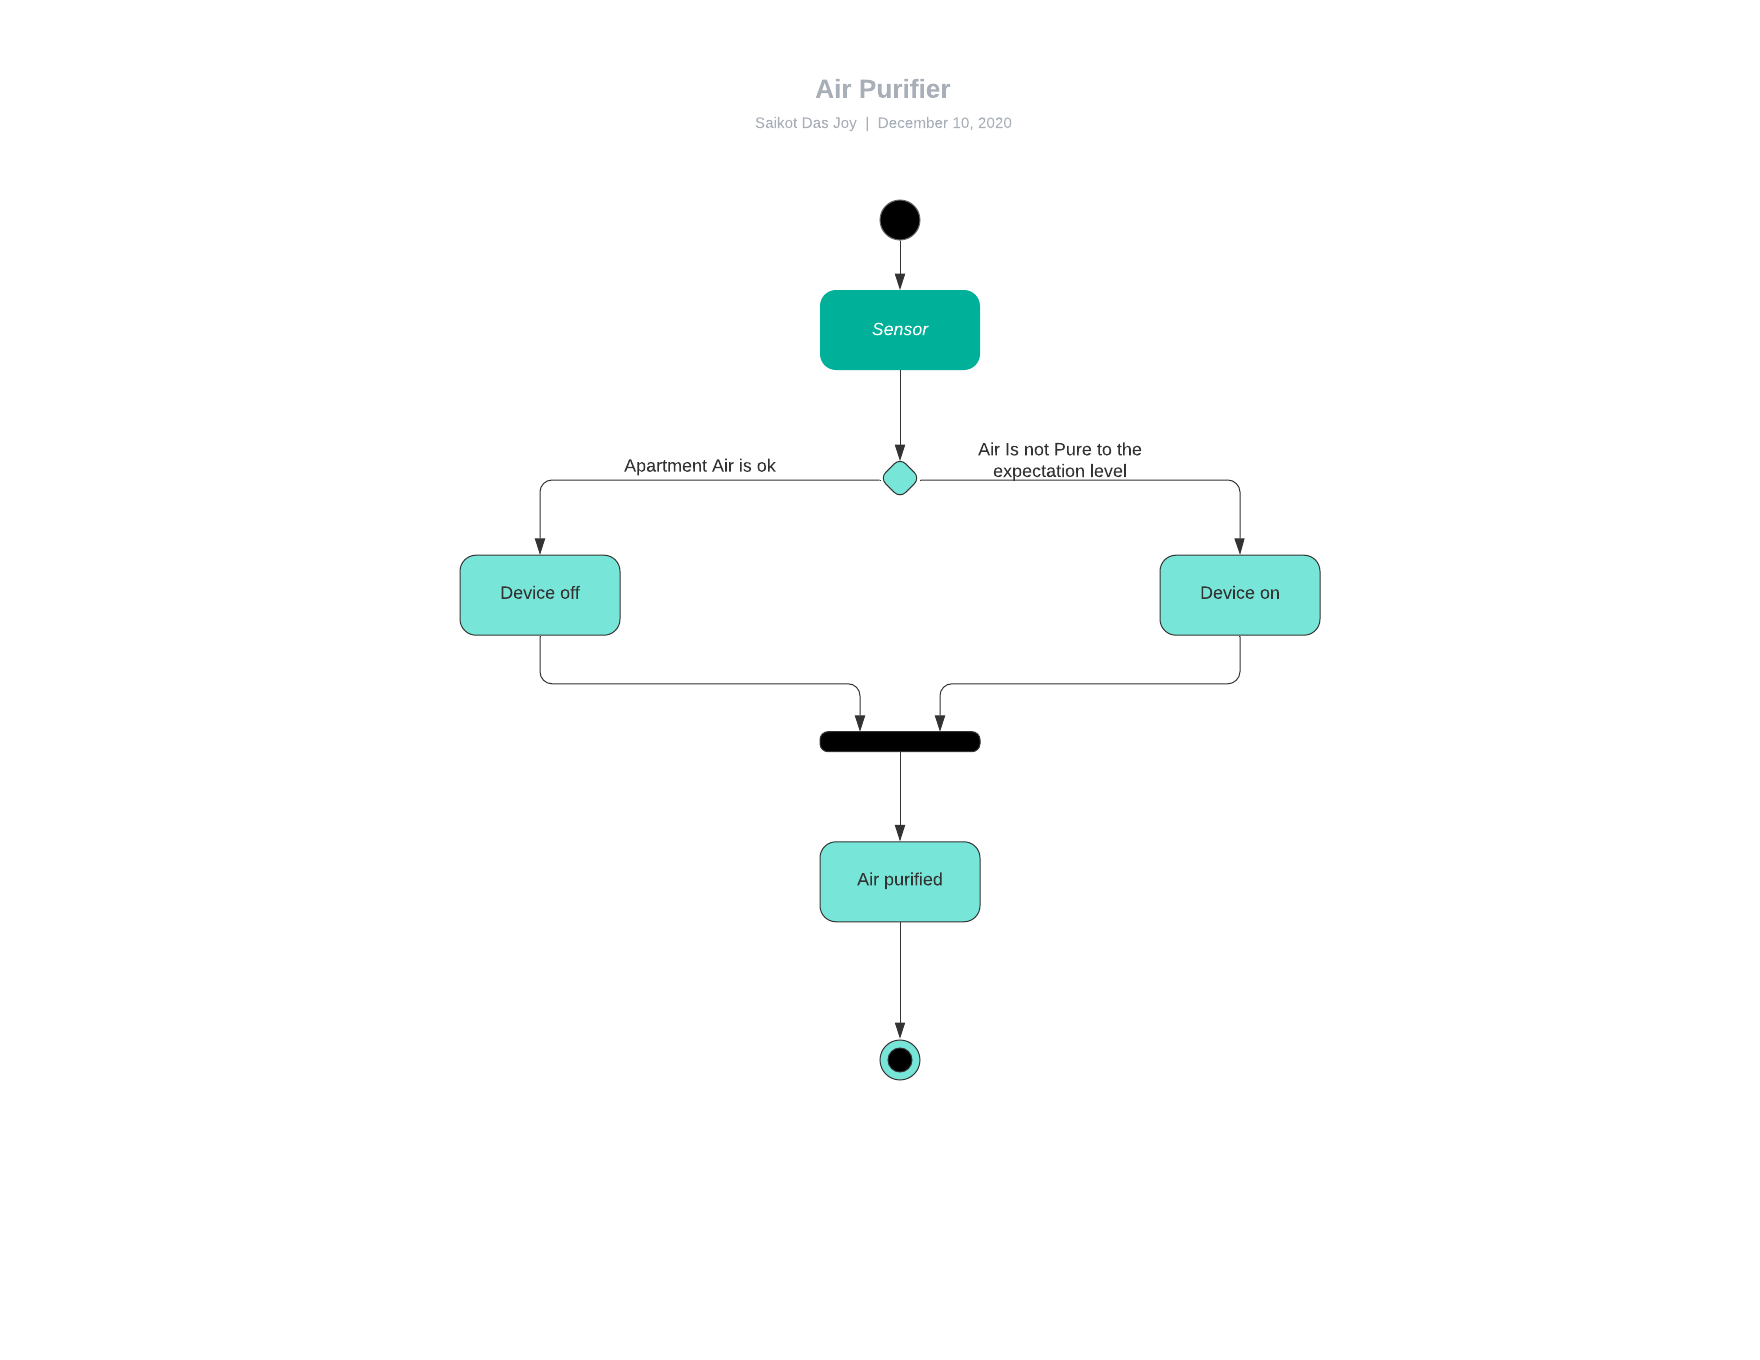 Air Purifier
Saikot Das Joy | December 10, 2020
Sensor
Apartment Air is ok
Air Is not Pure to the
expectation level
Device off
Device on
Air purified